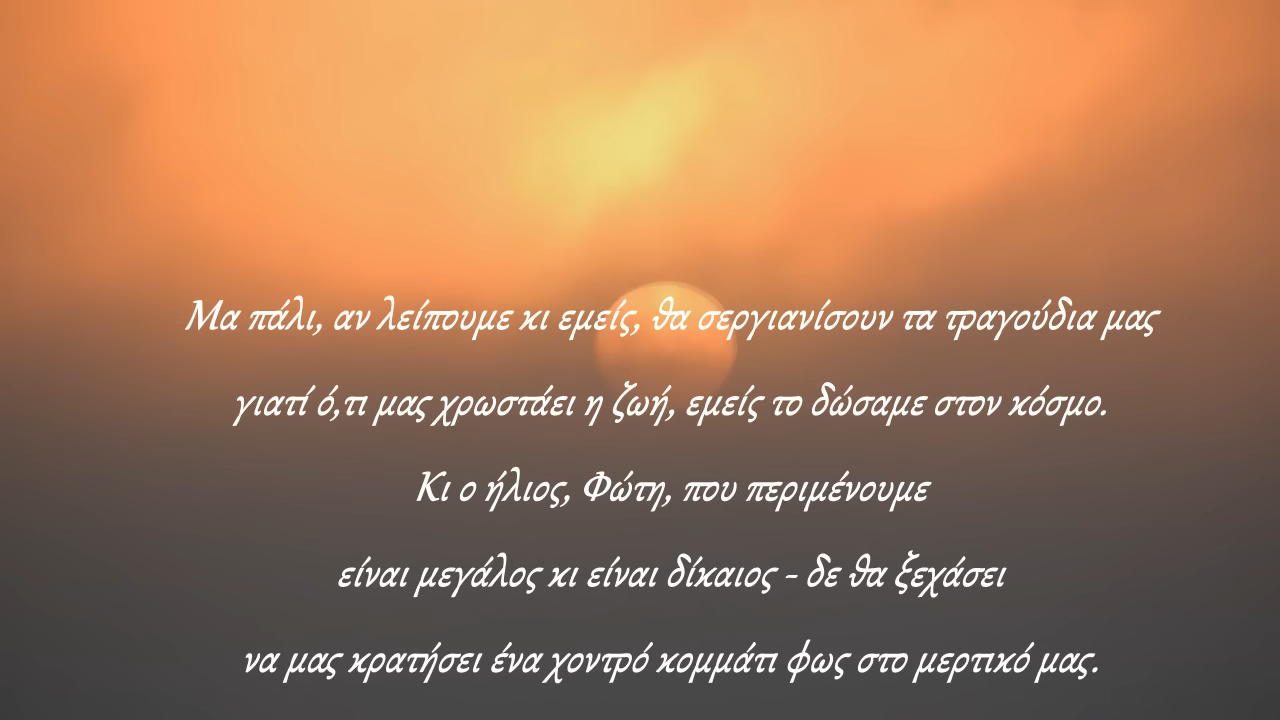 Μα πάλι, αν λείπουμε κι εμείς, θα σεργιανίσουν τα τραγούδια μας
γιατί ό,τι μας χρωστάει η ζωή, εμείς το δώσαμε στον κόσμο.
Κι ο ήλιος, Φώτη, που περιμένουμε
είναι μεγάλος κι είναι δίκαιος - δε θα ξεχάσει
να μας κρατήσει ένα χοντρό κομμάτι φως στο μερτικό μας.